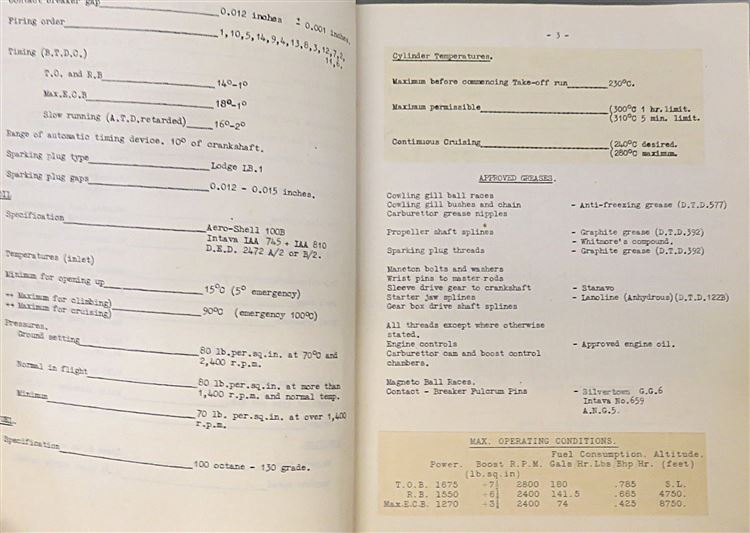 Contact breaker gap 0.012 inches ± 0.001 inches.
Firing order 1,10,5,14,9,4,13,8,3,12,7,2,
11,6.
Timing (B.T.D.C.)
T.O. and R.B 14°-1°
Max.E.C.B 18°-1°
Slow running (A.T.D.retarded) 16°-2°
Range of automatic timing device. 10° of crankshaft.
Sparking plug type Lodge LB.1
Sparking plug gaps 0.012 - 0.015 inches.
OIL
Specification Aero-Shell 100B
Intava IAA 745 + IAA 810
D.E.D. 2472 A/2 or B/2.
Temperatures (inlet)
Minimum for opening up 15°C (5° emergency)
++ Maximum for climbing)
++ Maximum for cruising) 90°C (emergency 100°C)
Pressures.
Ground setting 80 lb.per.sq.in. at 70°C and
2,400 r.p.m.
Normal in flight 80 lb.per.sq.in. at more than
1,400 r.p.m. and normal temp.
Minimum 70 lb. per.sq.in. at over 1,400
r.p.m.
Specification 100 octane - 130 grade.
- 3 -
Cylinder Temperatures.
Maximum before commencing Take-off run 230°C.
Maximum permissible (300°C 1 hr.limit.
(310°C 5 min. limit.
Continuous Cruising (240°C desired.
(280°C maximum.
APPROVED GREASES.
Cowling gill ball races
Cowling gill bushes and chain - Anti-freezing grease (D.T.D.577)
Carburettor grease nipples
Propeller shaft splines - Graphite grease (D.T.D.392)
- Whitmore's compound.
Sparking plug threads - Graphite grease (D.T.D.392)
Maneton bolts and washers
Wrist pins to master rods
Sleeve drive gear to crankshaft - Stanavo
Starter jaw splines - Lanoline (Anhydrous)(D.T.D.122B)
Gear box drive shaft splines
All threads except where otherwise
stated.
Engine controls - Approved engine oil.
Carburettor cam and boost control
chambers.
Magneto Ball Races.
Contact - Breaker Fulcrum Pins - Silvertown G.G.6
Intava No.659
A.N.G.5.
MAX. OPERATING CONDITIONS.
Fuel Consumption. Altitude.
Power. Boost R.P.M. Gals/Hr.Lbs/Bhp/Hr. (feet)
(lb.sq.in)
T.O.B. 1675 +7½ 2800 180 .785 S.L.
R.B. 1550 +6½ 2400 141.5 .665 4750.
Max.E.C.B. 1270 +3½ 2400 74 .425 8750.